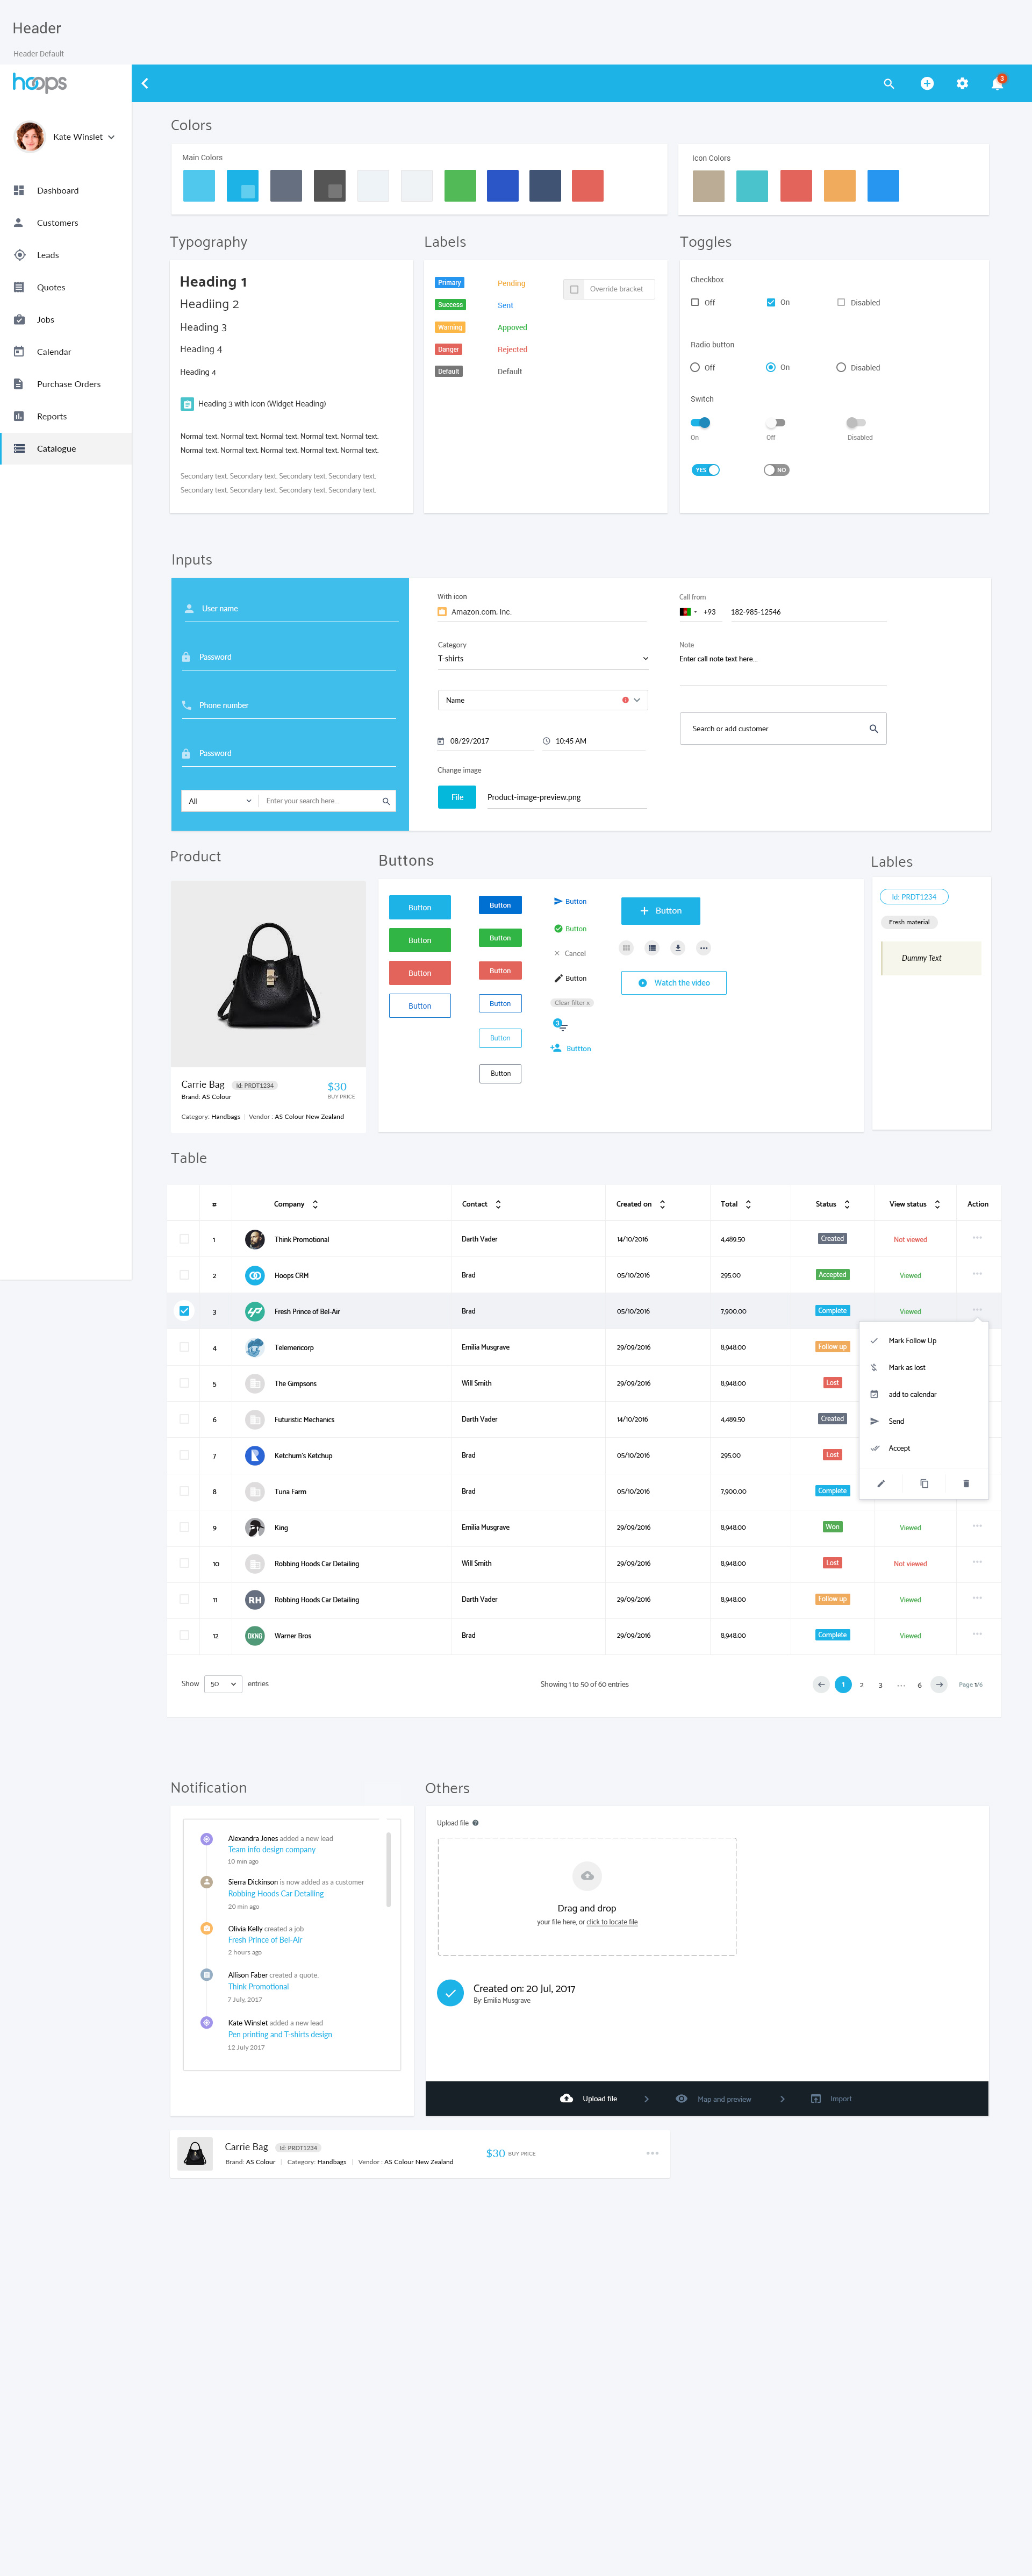 Header
Header Default
hoops
3
Kate Winslet
Dashboard
Customers
Leads
Quotes
Jobs
Calendar
Purchase Orders
Reports
Catalogue
Colors
Main Colors
Icon Colors
Typography
Heading 1
Headiing 2
Heading 3
Heading 4
Heading 4
Heading 3 with icon (Widget Heading)
Normal text. Normal text. Normal text. Normal text. Normal text.
Normal text. Normal text. Normal text. Normal text. Normal text.
Secondary text. Secondary text. Secondary text. Secondary text.
Secondary text. Secondary text. Secondary text. Secondary text.
Labels
Primary Pending Override bracket
Success Sent
Warning Appoved
Danger Rejected
Default Default
Toggles
Checkbox
Off On Disabled
Radio button
Off On Disabled
Switch
On Off Disabled
YES NO
Inputs
User name
Password
Phone number
Password
All Enter your search here...
With icon
Amazon.com, Inc.
Category
T-shirts
Name
08/29/2017 10:45 AM
Change image
File Product-image-preview.png
Call from
+93 182-985-12546
Note
Enter call note text here...
Search or add customer
Product
Carrie Bag Id: PRDT1234 $30
Brand: AS Colour BUY PRICE
Category: Handbags | Vendor : AS Colour New Zealand
Buttons
Button
Button
Button
Button
Button
Button
Button
Button
Button
Button
Button
Button
Cancel
Button
Clear filter x
3
Buttton
Button
Watch the video
Lables
Id: PRDT1234
Fresh material
Dummy Text
Table
# Company Contact Created on Total Status View status Action
1 Think Promotional Darth Vader 14/10/2016 4,489.50 Created Not viewed
2 Hoops CRM Brad 05/10/2016 295.00 Accepted Viewed
3 Fresh Prince of Bel-Air Brad 05/10/2016 7,900.00 Complete Viewed
4 Telemericorp Emilia Musgrave 29/09/2016 8,948.00 Follow up
5 The Gimpsons Will Smith 29/09/2016 8,948.00 Lost
6 Futuristic Mechanics Darth Vader 14/10/2016 4,489.50 Created
7 Ketchum's Ketchup Brad 05/10/2016 295.00 Lost
8 Tuna Farm Brad 05/10/2016 7,900.00 Complete
9 King Emilia Musgrave 29/09/2016 8,948.00 Won Viewed
10 Robbing Hoods Car Detailing Will Smith 29/09/2016 8,948.00 Lost Not viewed
11 RH Robbing Hoods Car Detailing Darth Vader 29/09/2016 8,948.00 Follow up Viewed
12 DKNG Warner Bros Brad 29/09/2016 8,948.00 Complete Viewed
Mark Follow Up
Mark as lost
add to calendar
Send
Accept
Show 50 entries Showing 1 to 50 of 60 entries 1 2 3 ... 6 Page 1/6
Notification
Alexandra Jones added a new lead
Team info design company
10 min ago
Sierra Dickinson is now added as a customer
Robbing Hoods Car Detailing
20 min ago
Olivia Kelly created a job
Fresh Prince of Bel-Air
2 hours ago
Allison Faber created a quote.
Think Promotional
7 July, 2017
Kate Winslet added a new lead
Pen printing and T-shirts design
12 July 2017
Others
Upload file
Drag and drop
your file here, or click to locate file
Created on: 20 Jul, 2017
By: Emilia Musgrave
Upload file Map and preview Import
Carrie Bag Id: PRDT1234
Brand: AS Colour | Category: Handbags | Vendor : AS Colour New Zealand
$30 BUY PRICE